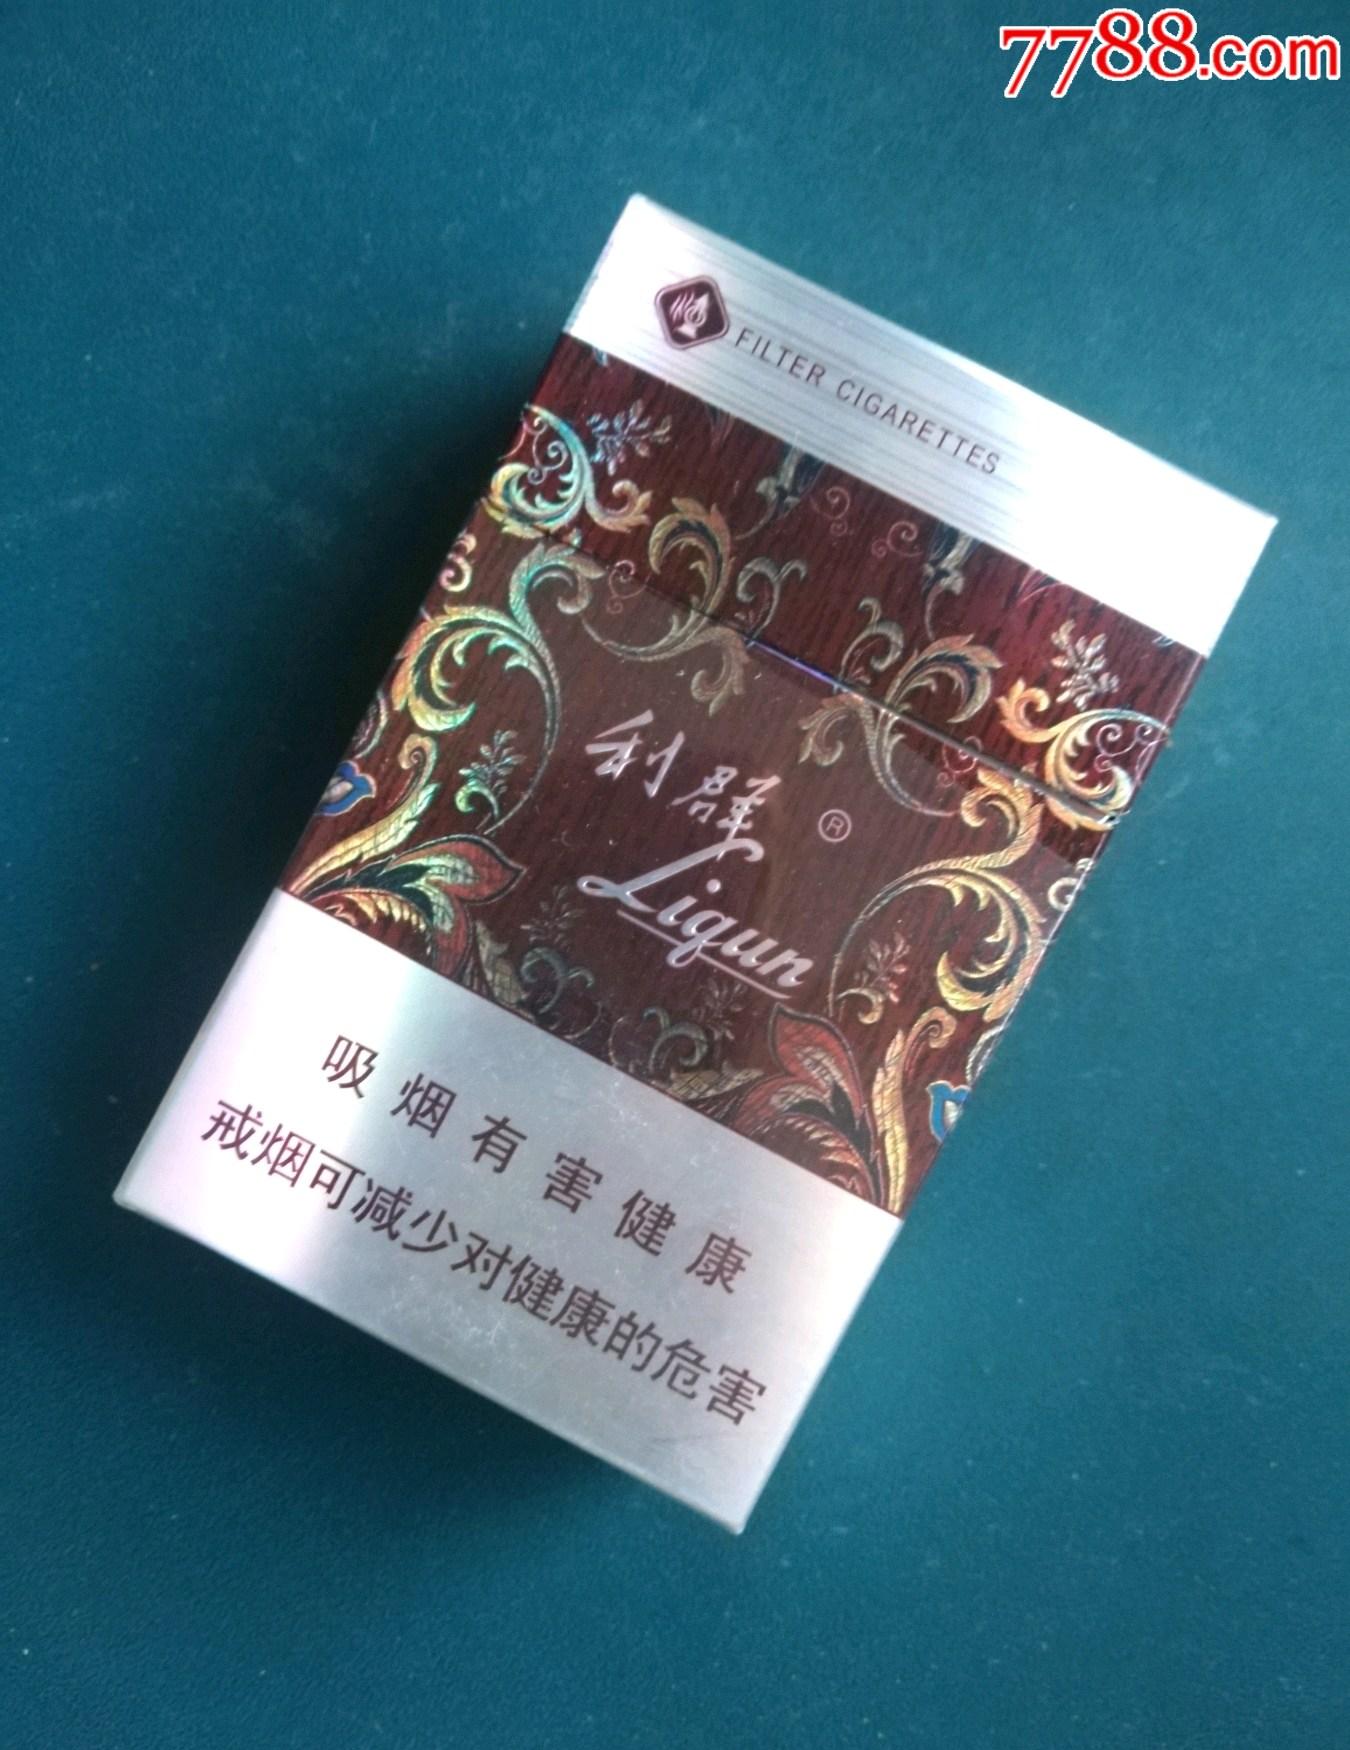 7788.com
FILTER CIGARETTES
利群 ®
Liqun
吸烟有害健康
戒烟可减少对健康的危害